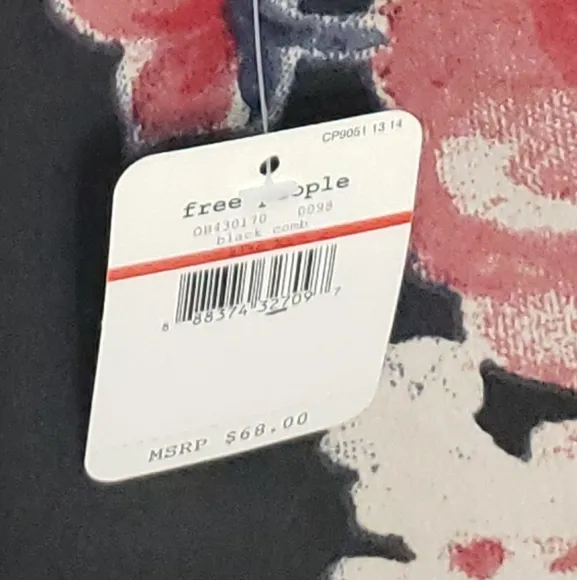 CP9051 13 14
free people
OB430170 0098
black comb
8 88374 32709 7
MSRP $68.00